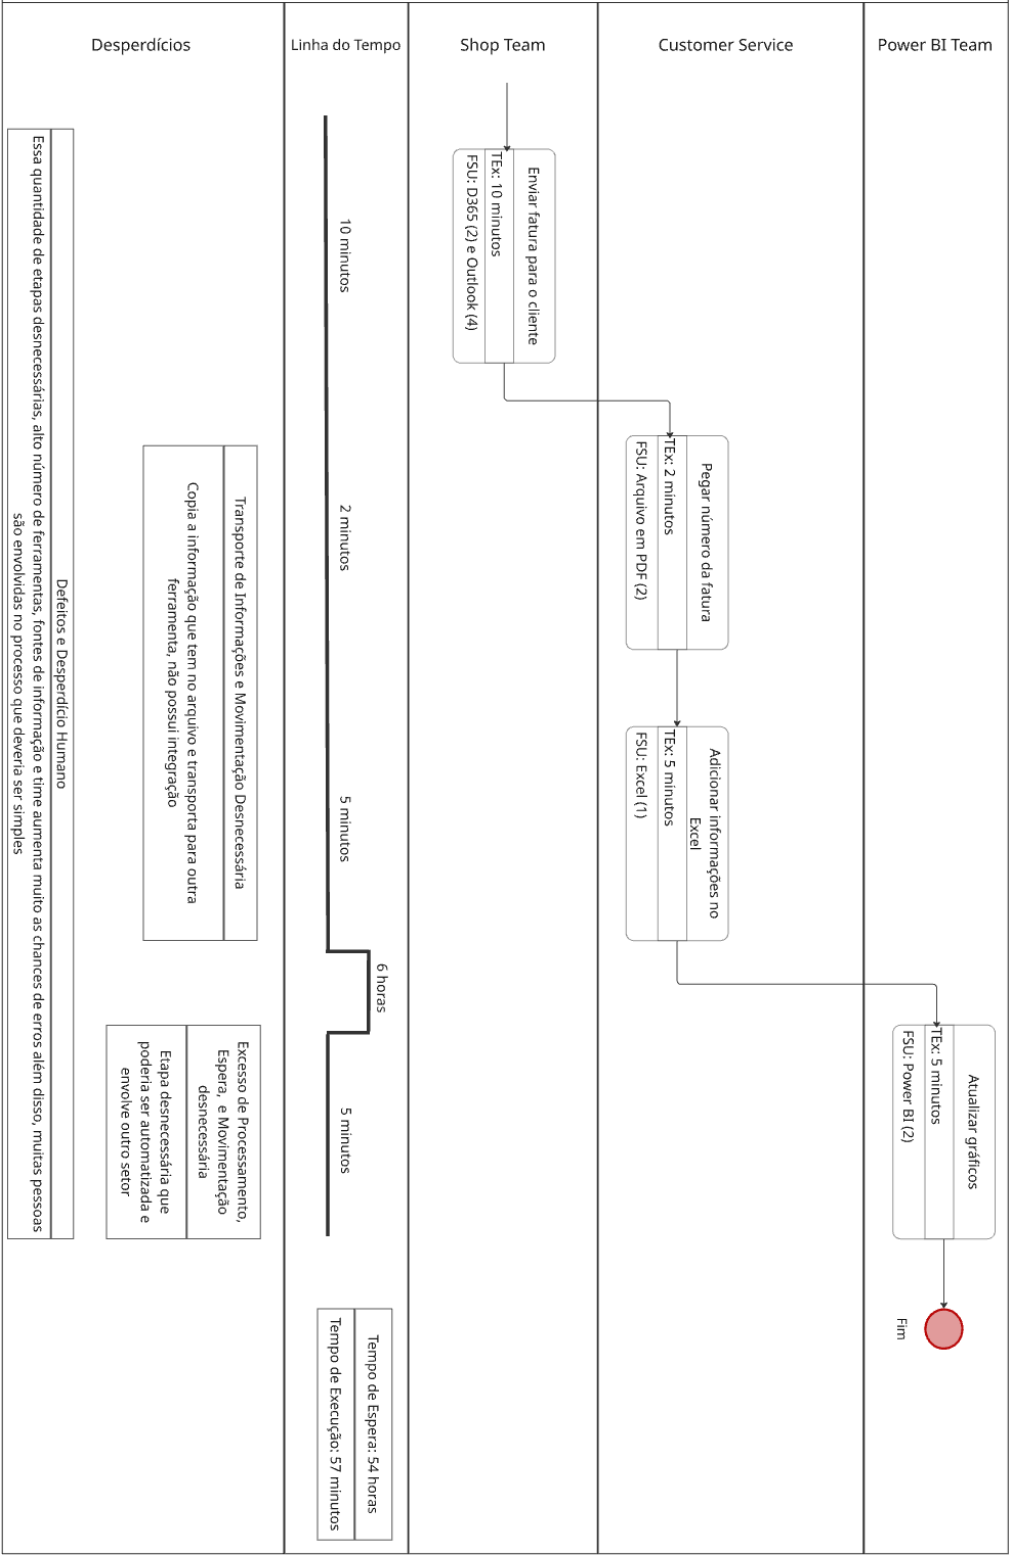 Power BI Team
Customer Service
Shop Team
Linha do Tempo
Desperdícios
Enviar fatura para o cliente
TEx: 10 minutos
FSU: D365 (2) e Outlook (4)
Pegar número da fatura
TEx: 2 minutos
FSU: Arquivo em PDF (2)
Adicionar informações no
Excel
TEx: 5 minutos
FSU: Excel (1)
Atualizar gráficos
TEx: 5 minutos
FSU: Power BI (2)
Fim
10 minutos
2 minutos
5 minutos
6 horas
5 minutos
Tempo de Espera: 54 horas
Tempo de Execução: 57 minutos
Transporte de Informações e Movimentação Desnecessária
Copia a informação que tem no arquivo e transporta para outra
ferramenta, não possui integração
Excesso de Processamento,
Espera, e Movimentação
desnecessária
Etapa desnecessária que
poderia ser automatizada e
envolve outro setor
Defeitos e Desperdício Humano
Essa quantidade de etapas desnecessárias, alto número de ferramentas, fontes de informação e time aumenta muito as chances de erros além disso, muitas pessoas
são envolvidas no processo que deveria ser simples